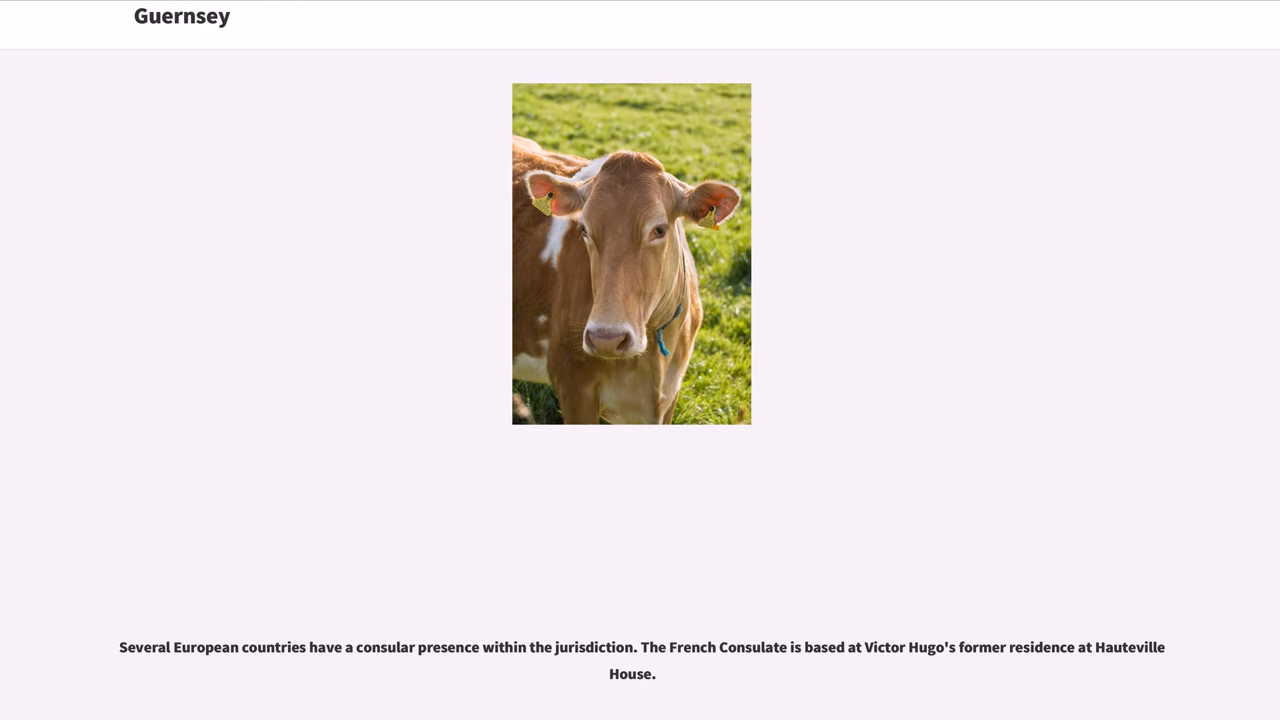 Guernsey
Several European countries have a consular presence within the jurisdiction. The French Consulate is based at Victor Hugo's former residence at Hauteville
House.